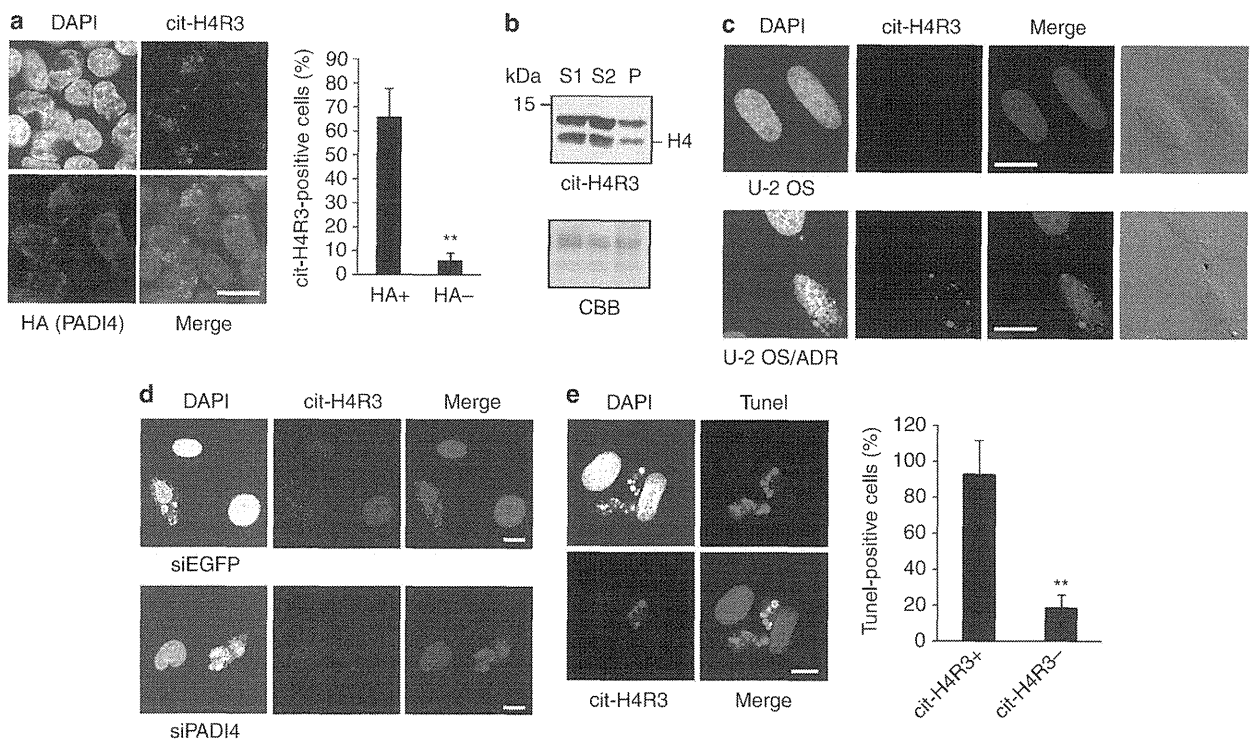 a
DAPI
cit-H4R3
HA (PADI4)
Merge
cit-H4R3-positive cells (%)
90
80
70
60
50
40
30
20
10
0
**
HA+
HA–
b
kDa
S1 S2 P
15
H4
cit-H4R3
CBB
c
DAPI
cit-H4R3
Merge
U-2 OS
U-2 OS/ADR
d
DAPI
cit-H4R3
Merge
siEGFP
siPADI4
e
DAPI
Tunel
cit-H4R3
Merge
Tunel-positive cells (%)
120
100
80
60
40
20
0
**
cit-H4R3+
cit-H4R3–